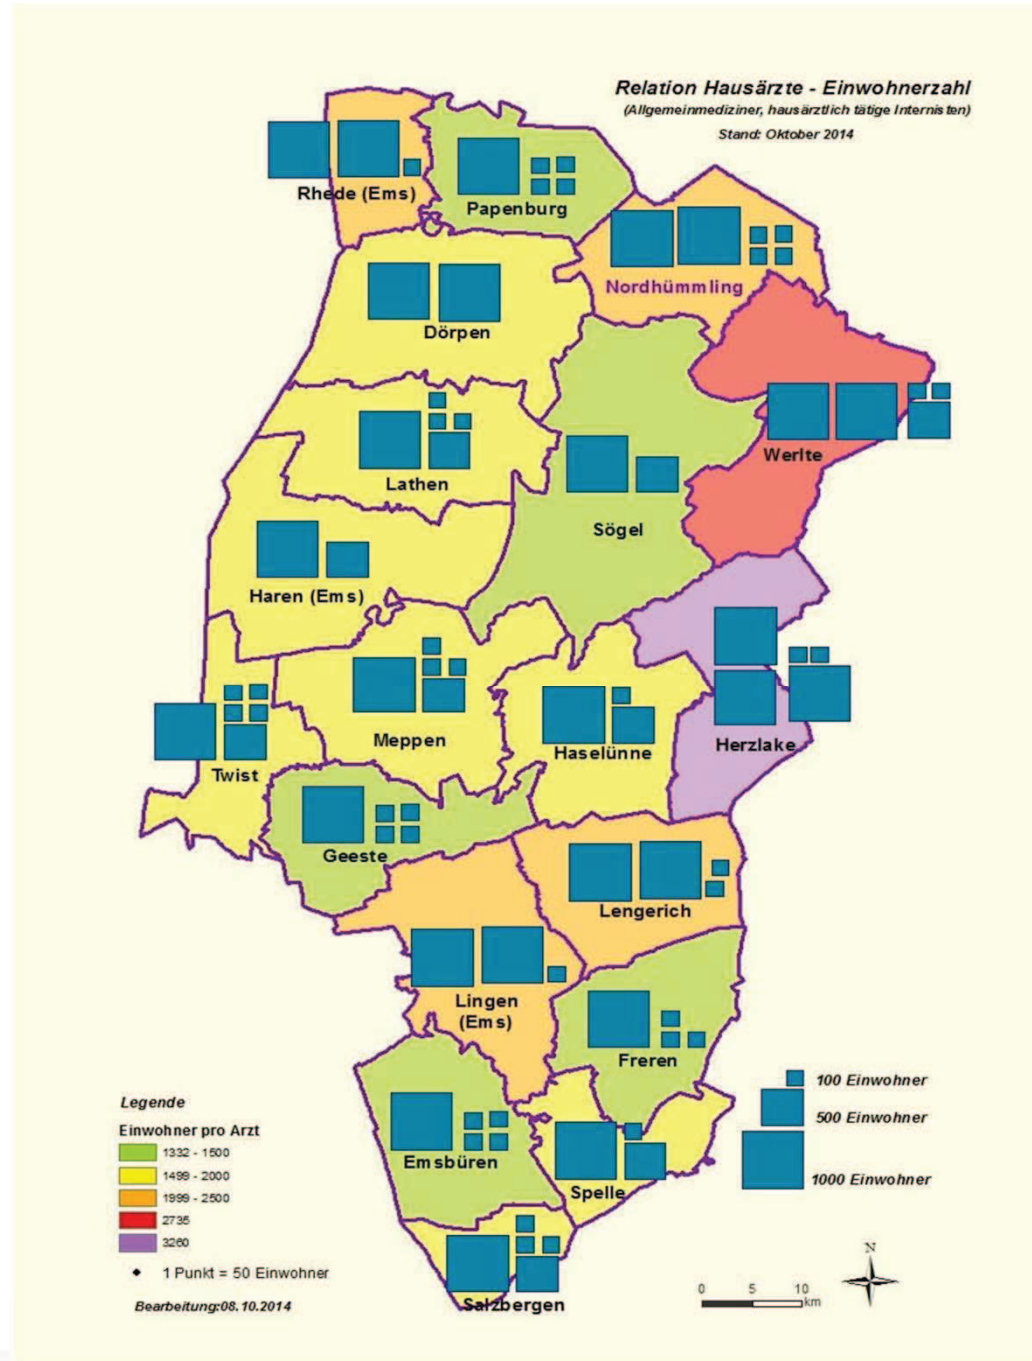 Relation Hausärzte - Einwohnerzahl
(Allgemeinmediziner, hausärztlich tätige Internisten)
Stand: Oktober 2014
Rhede (Ems)
Papenburg
Nordhümmling
Dörpen
Werlte
Lathen
Sögel
Haren (Ems)
Meppen
Haselünne
Herzlake
Twist
Geeste
Lengerich
Lingen
(Ems)
Freren
Emsbüren
Spelle
Salzbergen
100 Einwohner
500 Einwohner
1000 Einwohner
Legende
Einwohner pro Arzt
1332 - 1500
1499 - 2000
1999 - 2500
2735
3260
1 Punkt = 50 Einwohner
Bearbeitung:08.10.2014
N
0 5 10
km